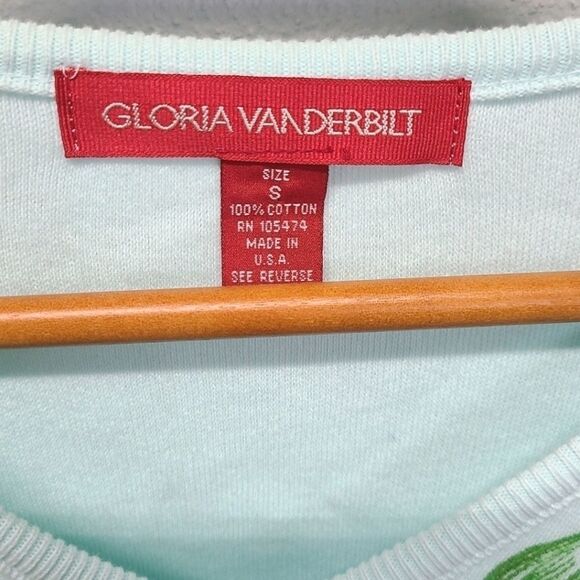 GLORIA VANDERBILT
SIZE
S
100% COTTON
RN 105474
MADE IN
U.S.A.
SEE REVERSE